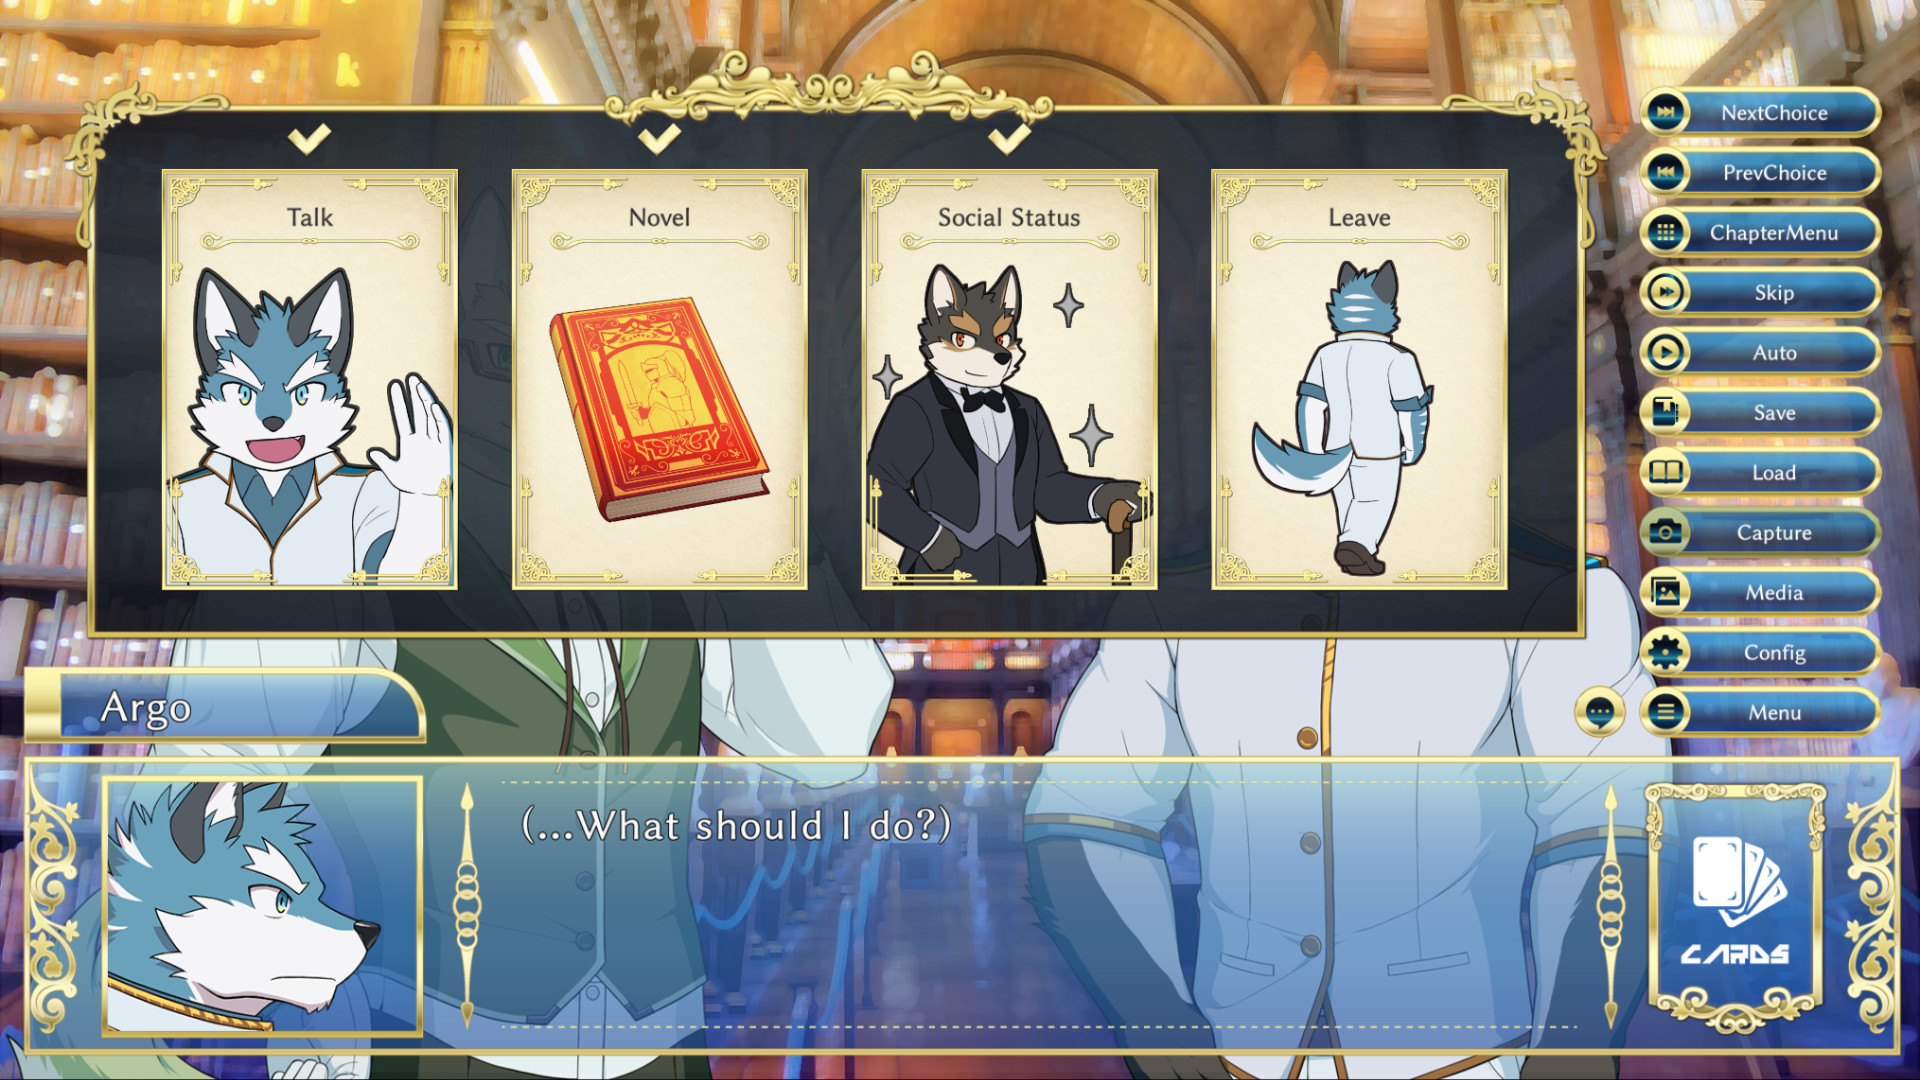 Talk
Novel
Social Status
Leave
NextChoice
PrevChoice
ChapterMenu
Skip
Auto
Save
Load
Capture
Media
Config
Menu
Argo
(...What should I do?)
CARDS